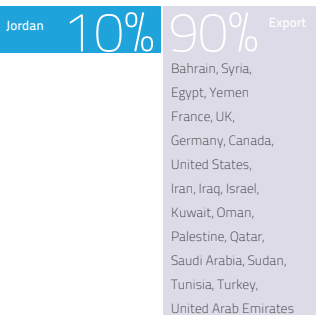 Jordan 10% 90% Export
Bahrain, Syria,
Egypt, Yemen
France, UK,
Germany, Canada,
United States,
Iran, Iraq, Israel,
Kuwait, Oman,
Palestine, Qatar,
Saudi Arabia, Sudan,
Tunisia, Turkey,
United Arab Emirates